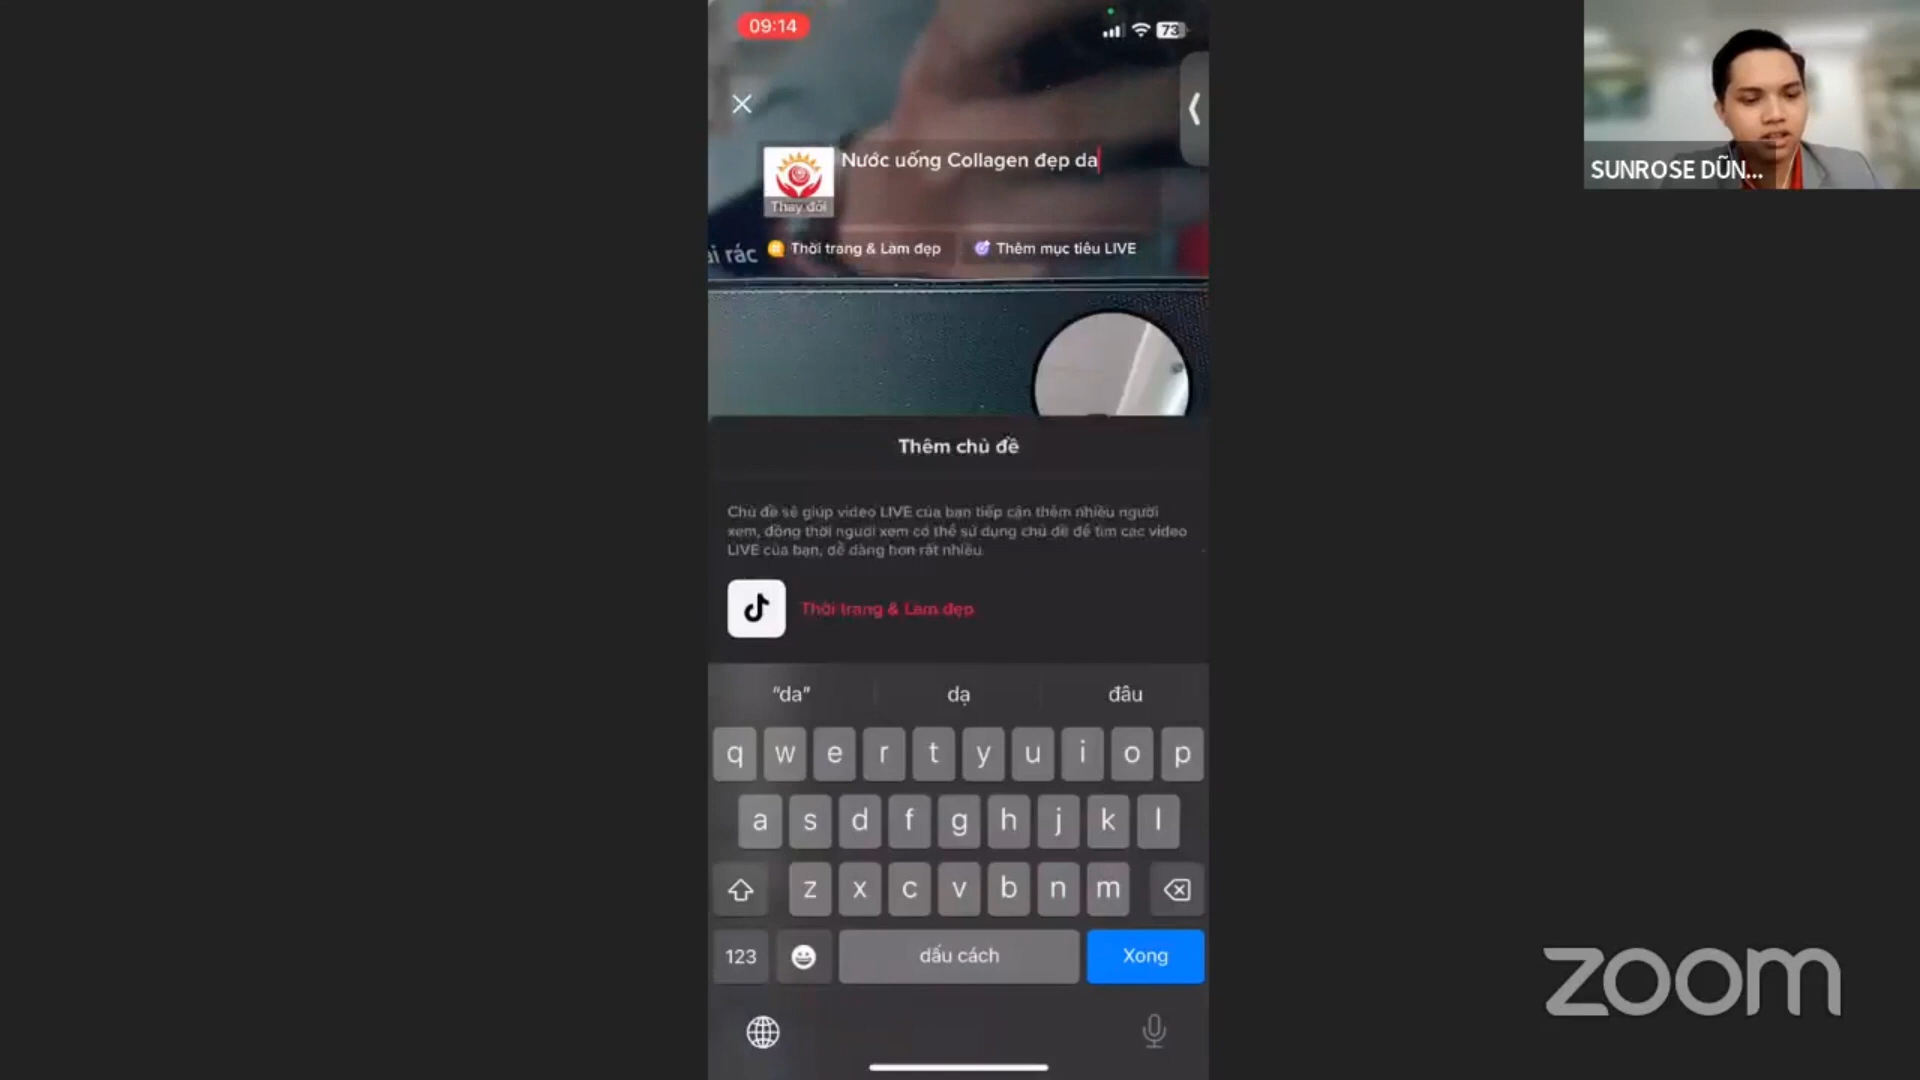 09:14
73
SUNROSE DŨN...
Nước uống Collagen đẹp da
Thay đổi
ải rác
Thời trang & Làm đẹp
Thêm mục tiêu LIVE
Thêm chủ đề
Chủ đề sẽ giúp video LIVE của bạn tiếp cận thêm nhiều người
xem, đồng thời người xem có thể sử dụng chủ đề để tìm các video
LIVE của bạn, dễ dàng hơn rất nhiều.
Thời trang & Làm đẹp
"da" dạ đâu
q w e r t y u i o p
a s d f g h j k l
z x c v b n m
123 dấu cách Xong
zoom